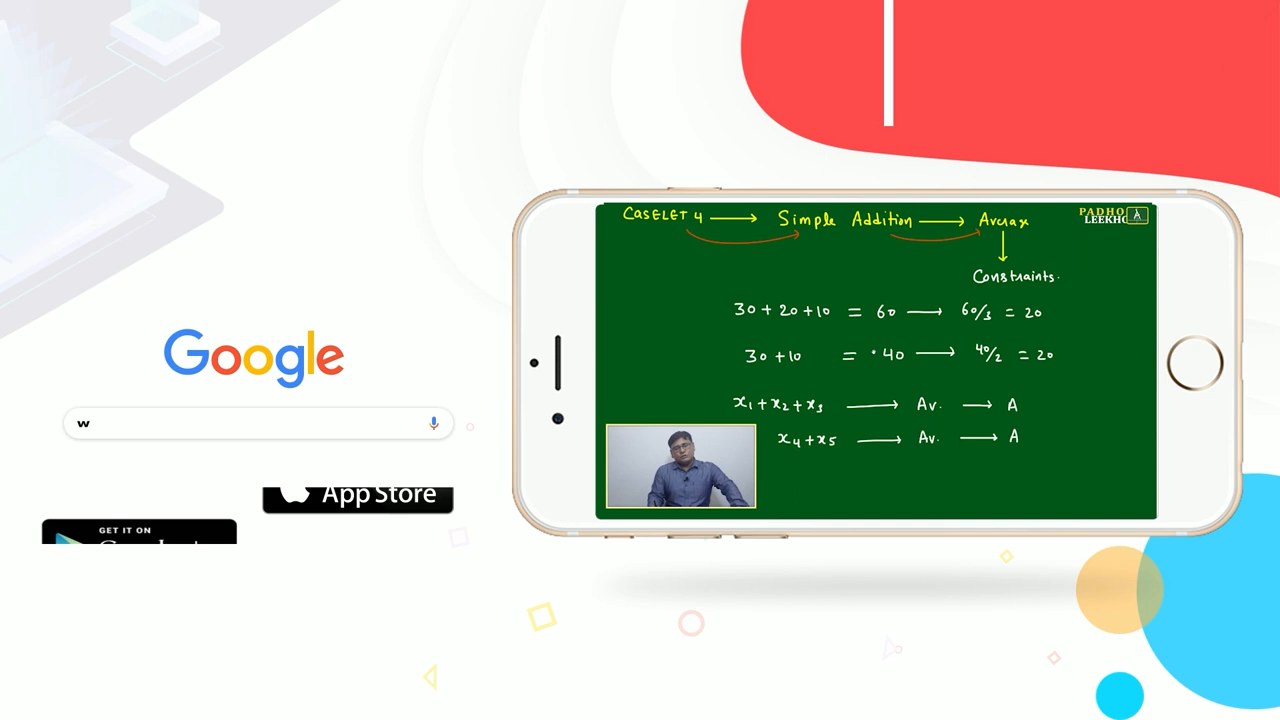 CASELET 4 → Simple Addition → Average
PADHO
LEEKHO
Constraints.
30 + 20 + 10 = 60 → 60/3 = 20
30 + 10 = 40 → 40/2 = 20
x₁ + x₂ + x₃ → Av. → A
x₄ + x₅ → Av. → A
Google
w
App Store
GET IT ON